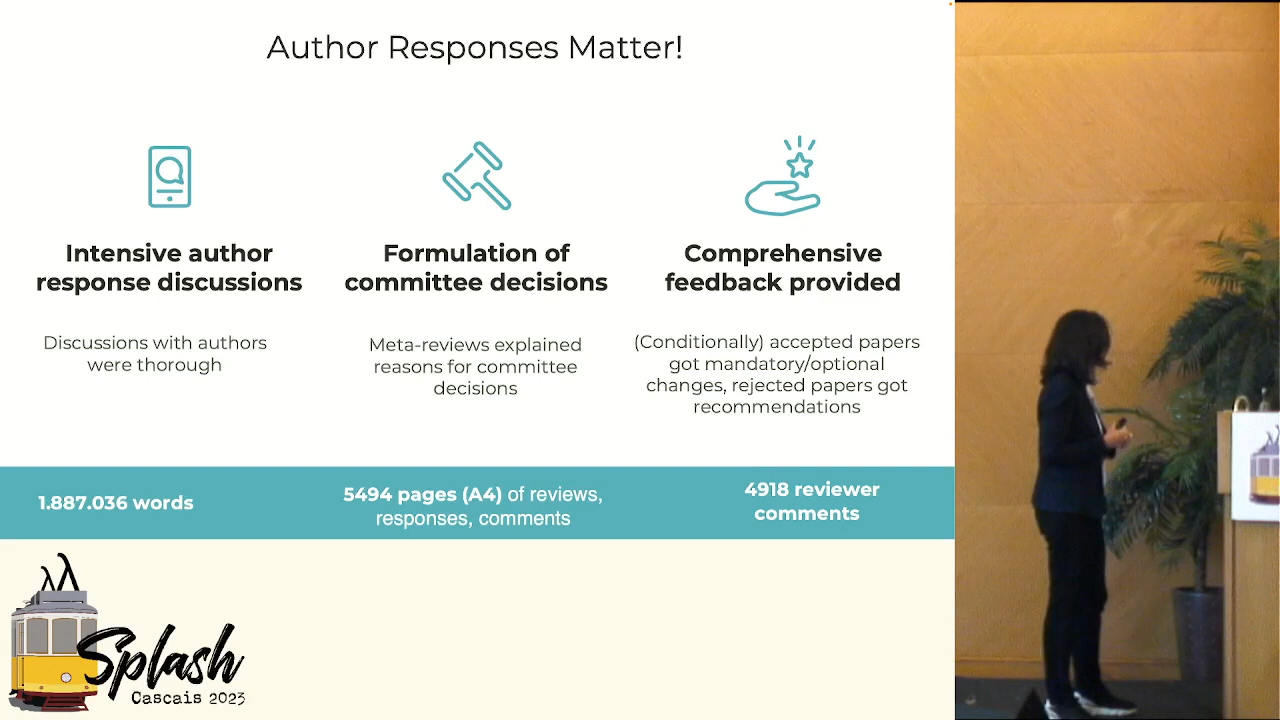 Author Responses Matter!
Intensive author
response discussions
Discussions with authors
were thorough
Formulation of
committee decisions
Meta-reviews explained
reasons for committee
decisions
Comprehensive
feedback provided
(Conditionally) accepted papers
got mandatory/optional
changes, rejected papers got
recommendations
1.887.036 words
5494 pages (A4) of reviews,
responses, comments
4918 reviewer
comments
Splash
Cascais 2023